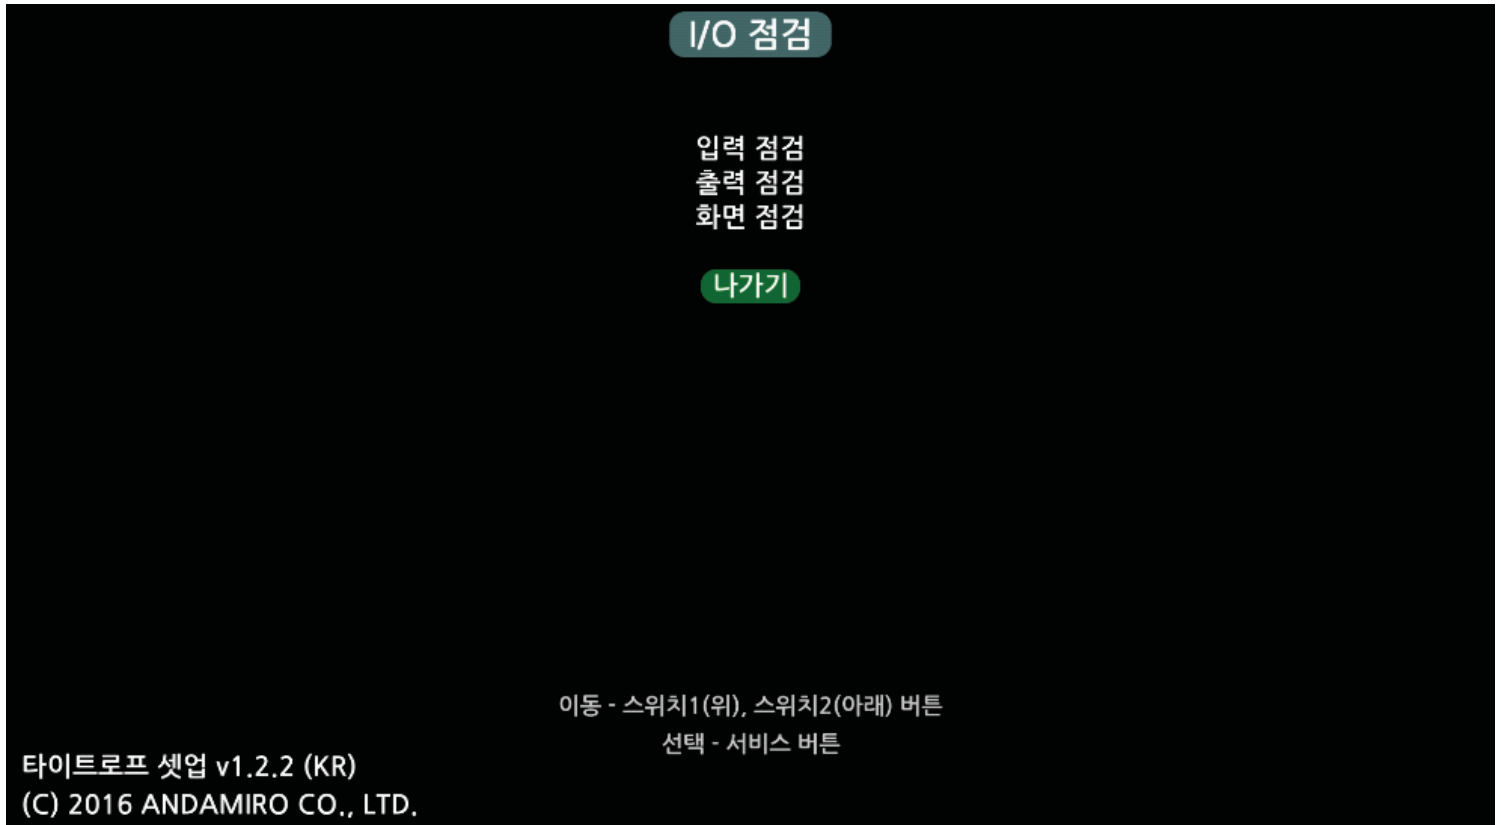 I/O 점검
입력 점검
출력 점검
화면 점검
나가기
이동 - 스위치1(위), 스위치2(아래) 버튼
선택 - 서비스 버튼
타이트로프 셋업 v1.2.2 (KR)
(C) 2016 ANDAMIRO CO., LTD.